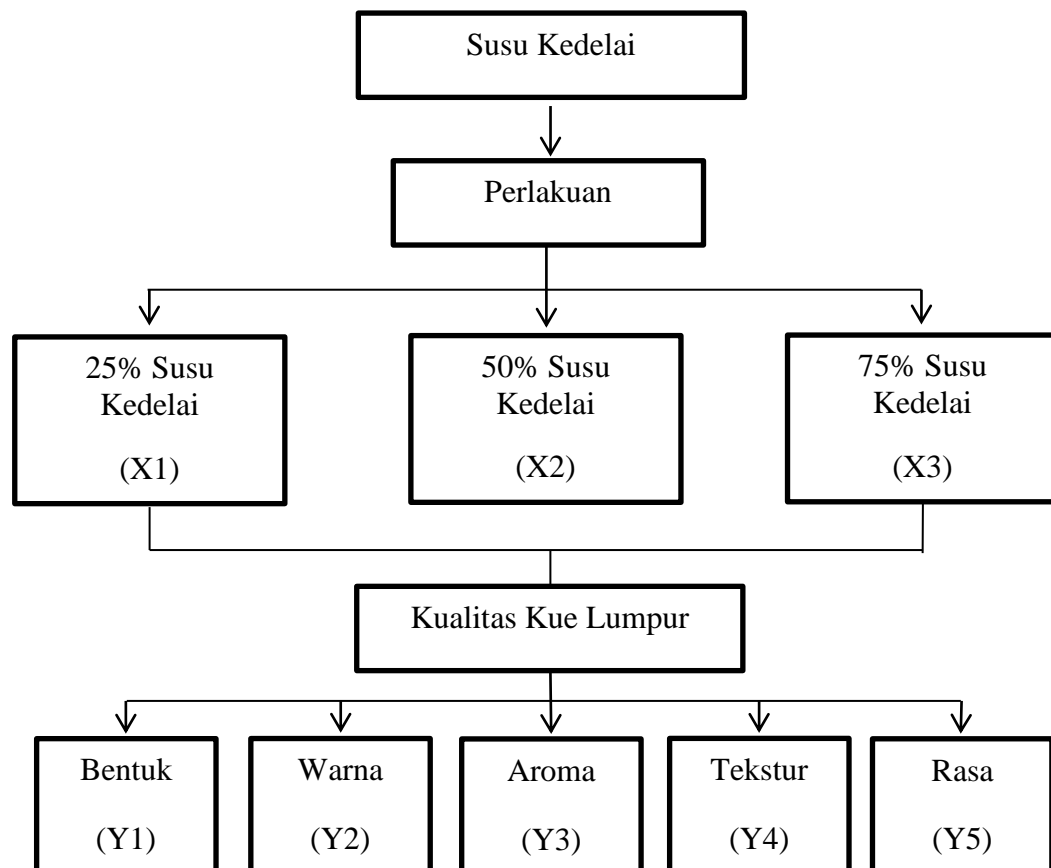 Susu Kedelai
Perlakuan
25% Susu
Kedelai
(X1)
50% Susu
Kedelai
(X2)
75% Susu
Kedelai
(X3)
Kualitas Kue Lumpur
Bentuk
(Y1)
Warna
(Y2)
Aroma
(Y3)
Tekstur
(Y4)
Rasa
(Y5)